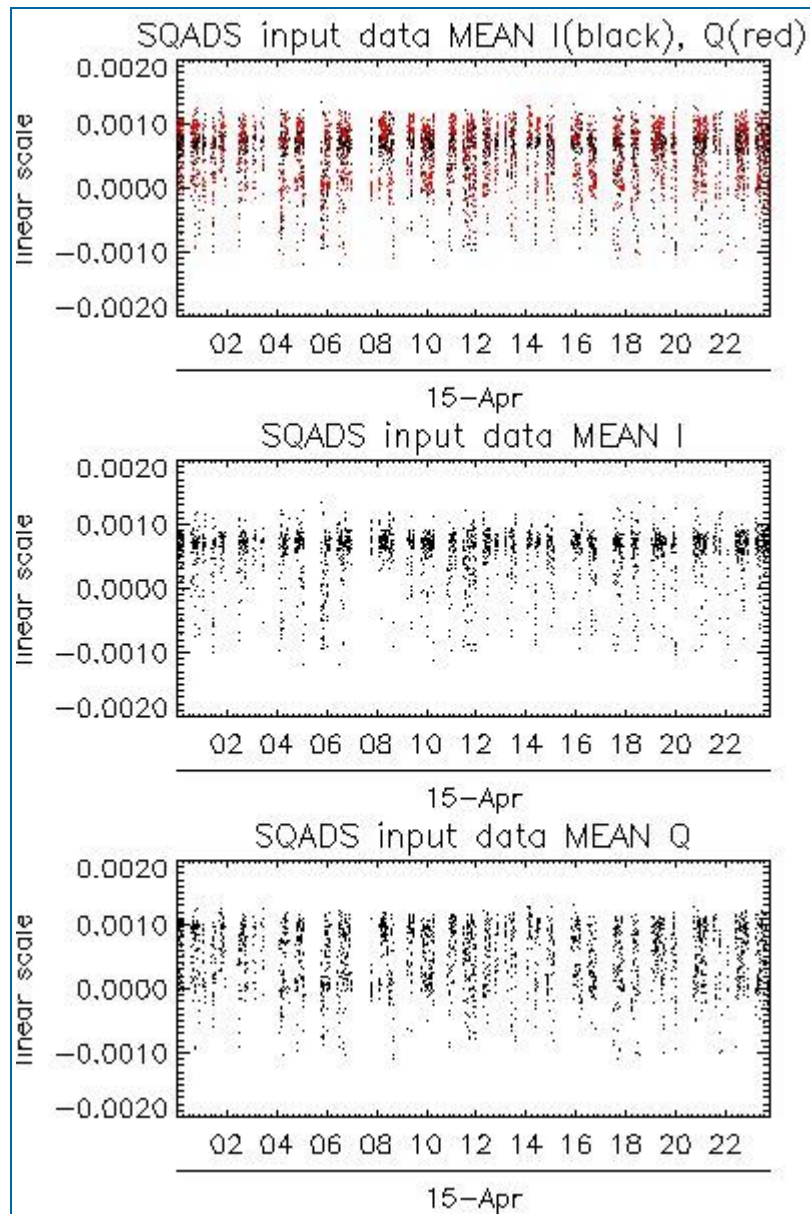 SQADS input data MEAN I(black), Q(red)
linear scale
0.0020
0.0010
0.0000
−0.0010
−0.0020
02 04 06 08 10 12 14 16 18 20 22
15−Apr
SQADS input data MEAN I
linear scale
0.0020
0.0010
0.0000
−0.0010
−0.0020
02 04 06 08 10 12 14 16 18 20 22
15−Apr
SQADS input data MEAN Q
linear scale
0.0020
0.0010
0.0000
−0.0010
−0.0020
02 04 06 08 10 12 14 16 18 20 22
15−Apr